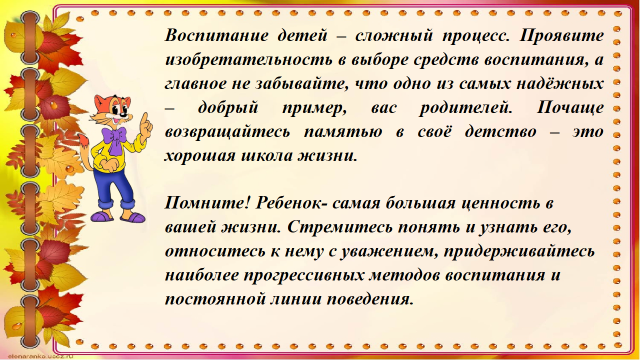 Воспитание детей – сложный процесс. Проявите
изобретательность в выборе средств воспитания, а
главное не забывайте, что одно из самых надёжных
– добрый пример, вас родителей. Почаще
возвращайтесь памятью в своё детство – это
хорошая школа жизни.
Помните! Ребенок- самая большая ценность в
вашей жизни. Стремитесь понять и узнать его,
относитесь к нему с уважением, придерживайтесь
наиболее прогрессивных методов воспитания и
постоянной линии поведения.